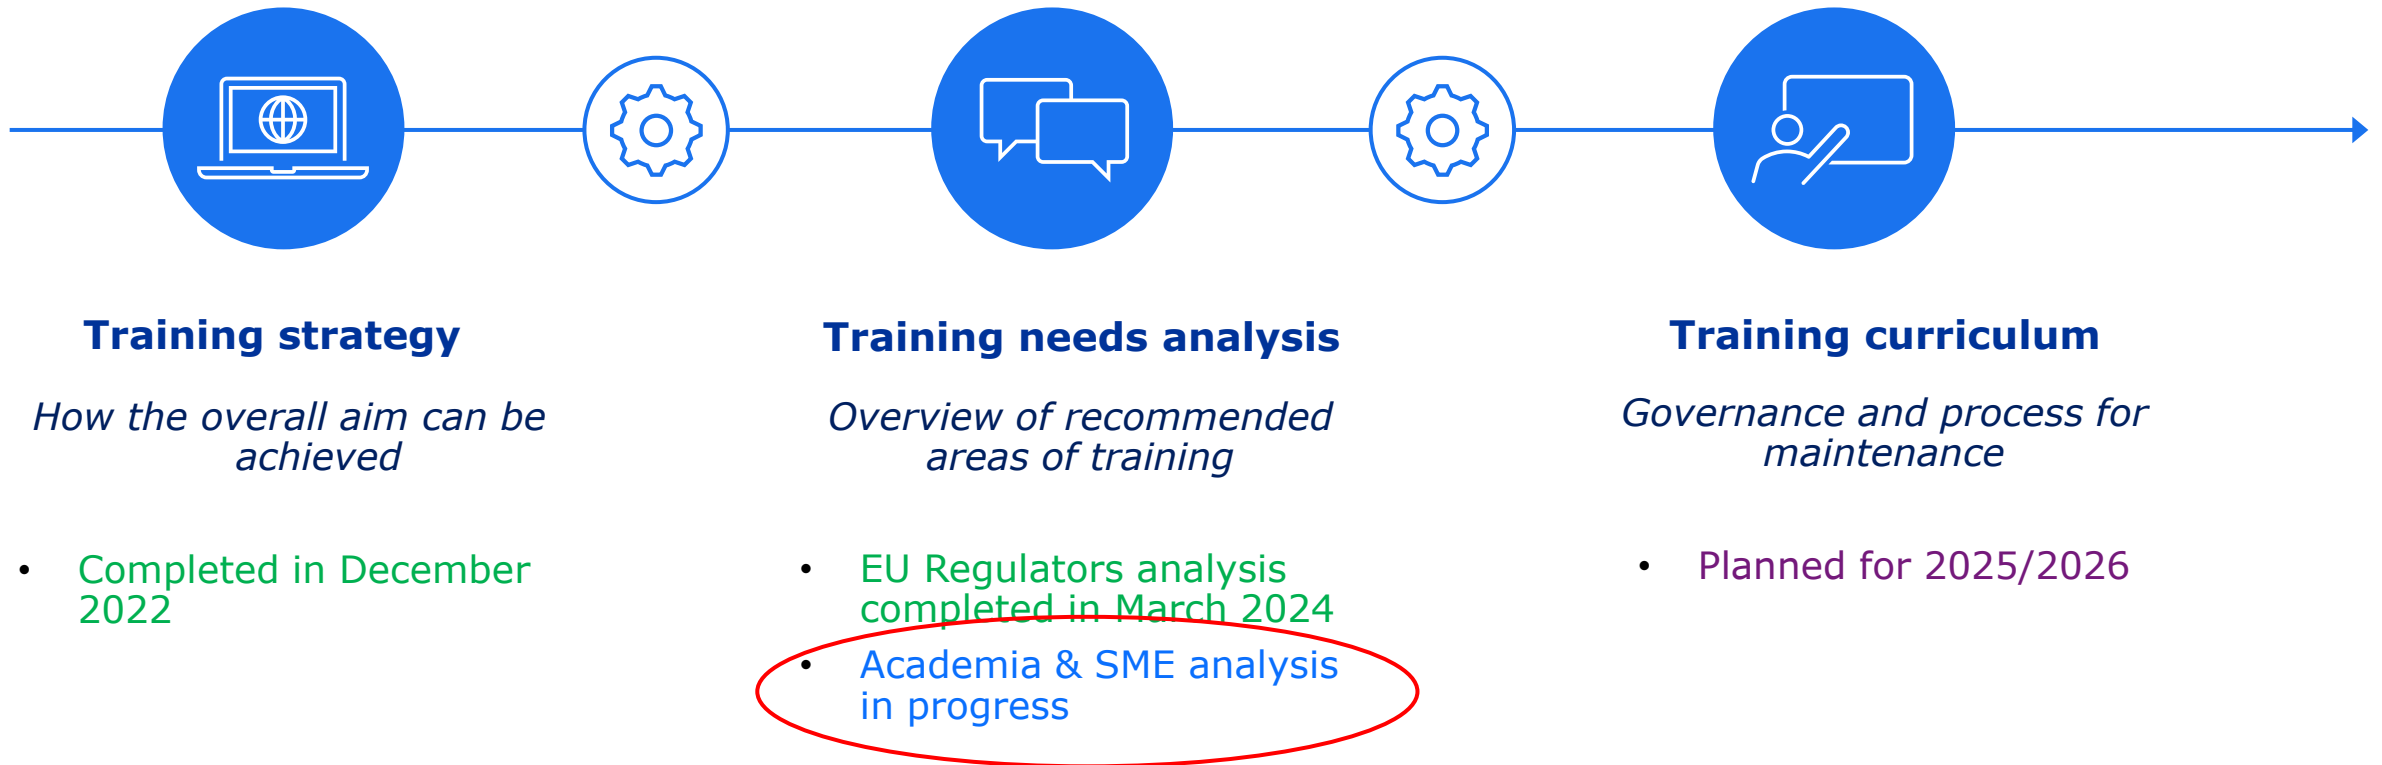 Training strategy
How the overall aim can be
achieved
• Completed in December
2022
Training needs analysis
Overview of recommended
areas of training
• EU Regulators analysis
completed in March 2024
• Academia & SME analysis
in progress
Training curriculum
Governance and process for
maintenance
• Planned for 2025/2026